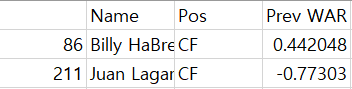 Name Pos Prev WAR
86 Billy HaBre CF 0.442048
211 Juan Lagar CF -0.77303